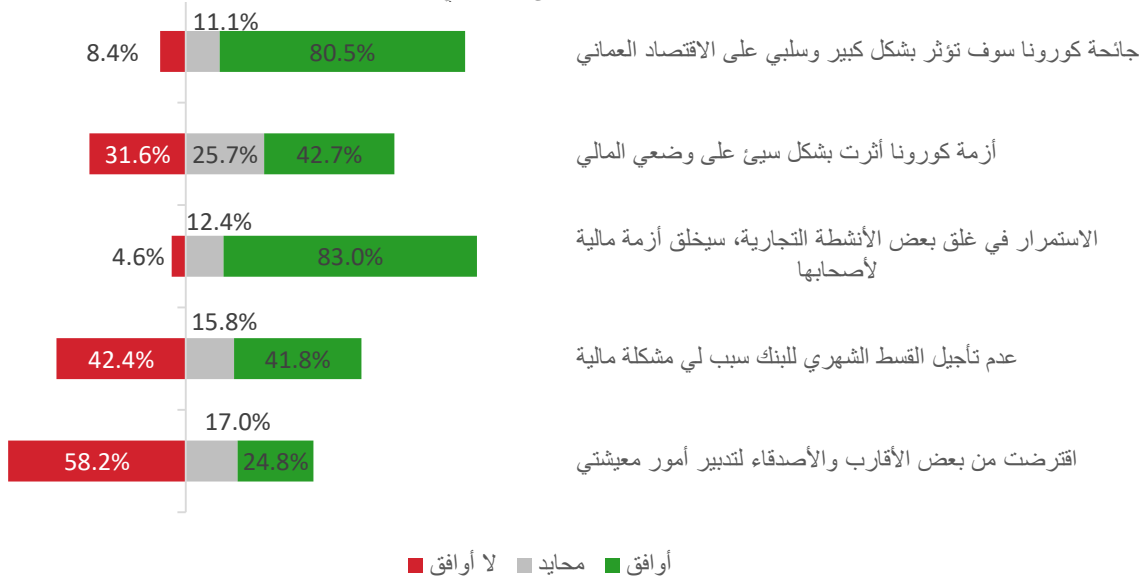 11.1%
8.4%
80.5%
جائحة كورونا سوف تؤثر بشكل كبير وسلبي على الاقتصاد العماني
31.6%
25.7%
42.7%
أزمة كورونا أثرت بشكل سيئ على وضعي المالي
12.4%
4.6%
83.0%
الاستمرار في غلق بعض الأنشطة التجارية، سيخلق أزمة مالية
لأصحابها
15.8%
42.4%
41.8%
عدم تأجيل القسط الشهري للبنك سبب لي مشكلة مالية
17.0%
58.2%
24.8%
اقترضت من بعض الأقارب والأصدقاء لتدبير أمور معيشتي
أوافق
محايد
لا أوافق